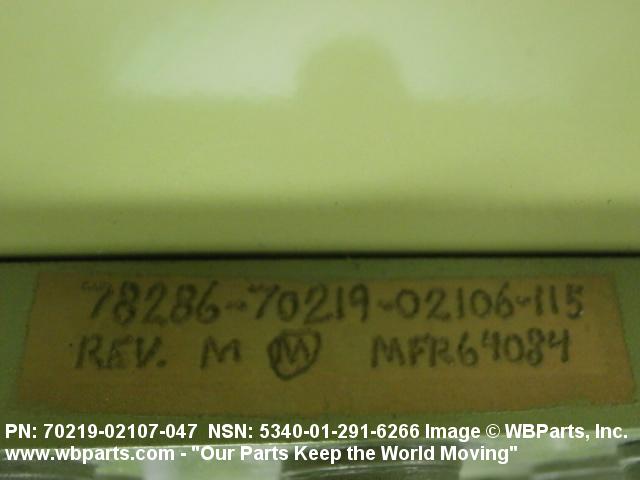 78286-70219-02106-115
REV. M Ⓜ MFR64084
PN: 70219-02107-047 NSN: 5340-01-291-6266 Image © WBParts, Inc.
www.wbparts.com - "Our Parts Keep the World Moving"